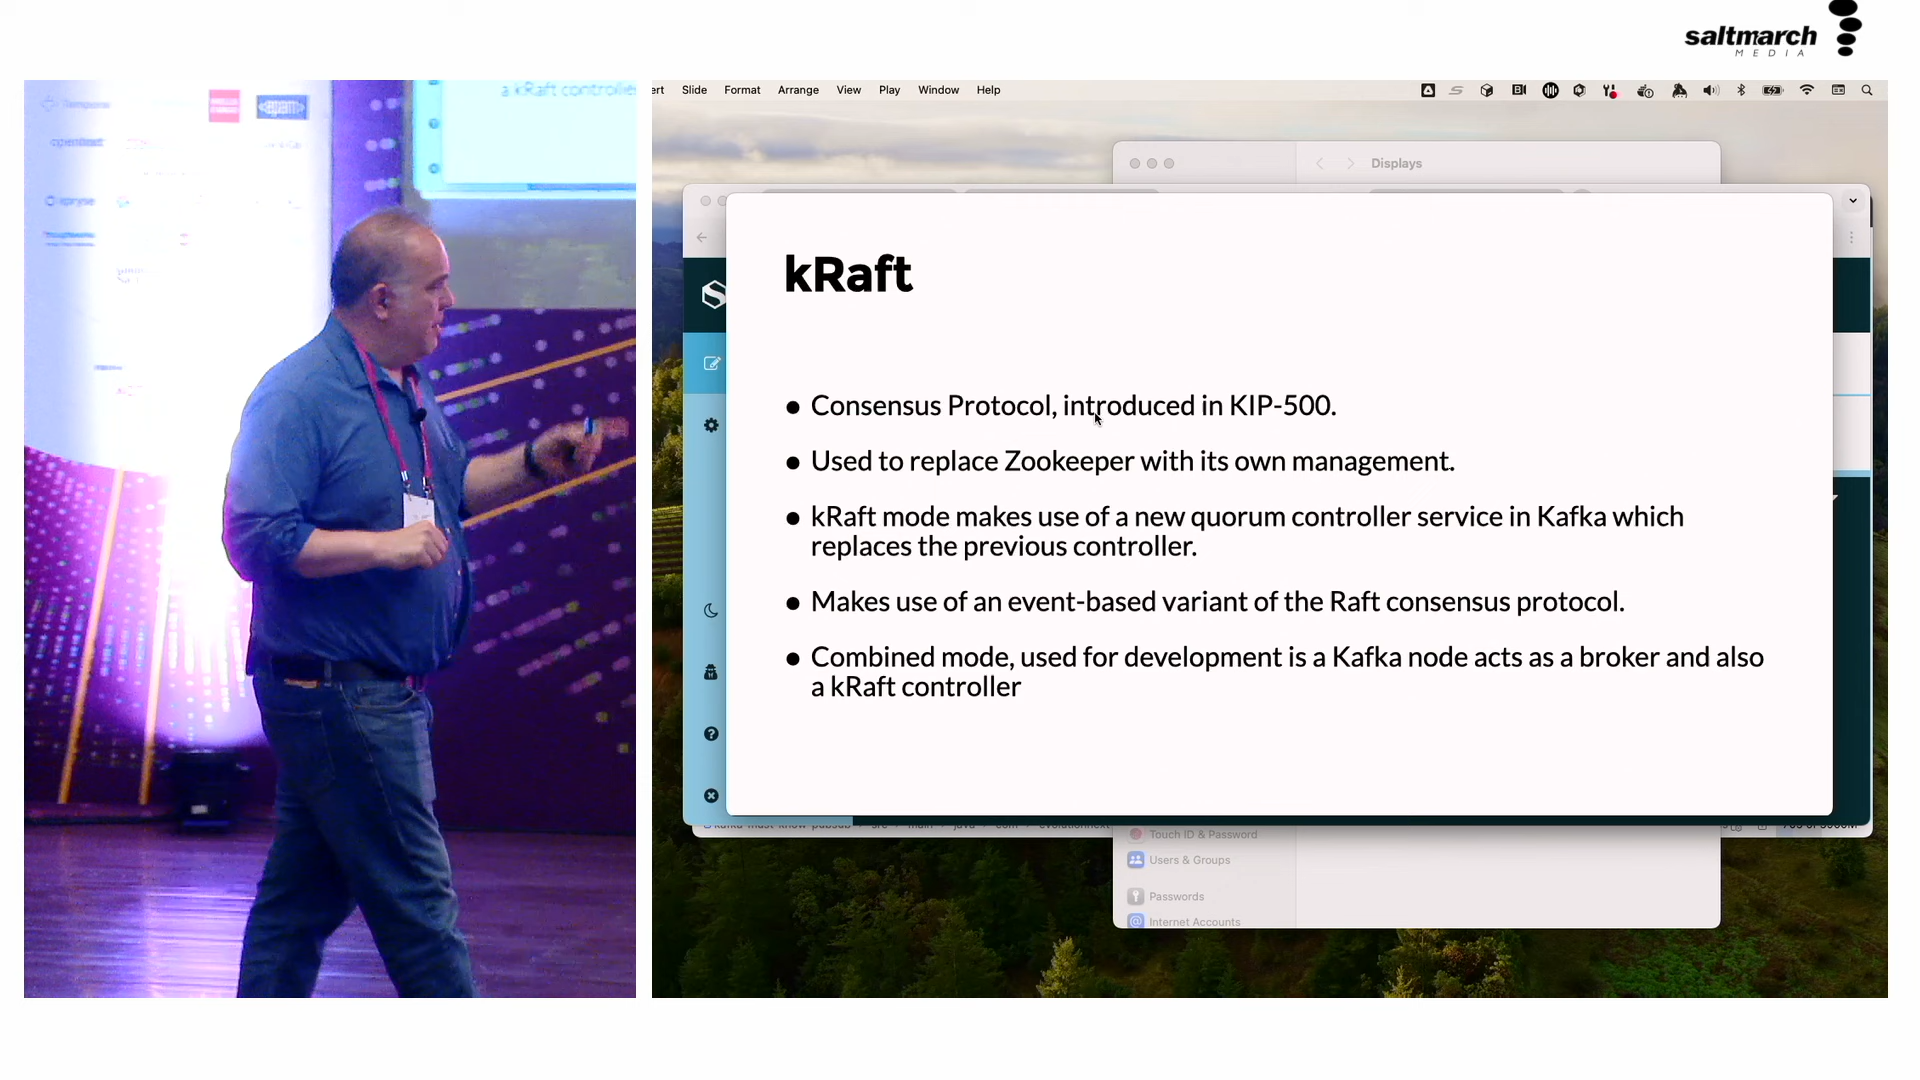 saltmarch
MEDIA
a kRaft controlle
epam
Slide Format Arrange View Play Window Help
Displays
kRaft
● Consensus Protocol, introduced in KIP-500.
● Used to replace Zookeeper with its own management.
● kRaft mode makes use of a new quorum controller service in Kafka which
replaces the previous controller.
● Makes use of an event-based variant of the Raft consensus protocol.
● Combined mode, used for development is a Kafka node acts as a broker and also
a kRaft controller
Touch ID & Password
Users & Groups
Passwords
Internet Accounts